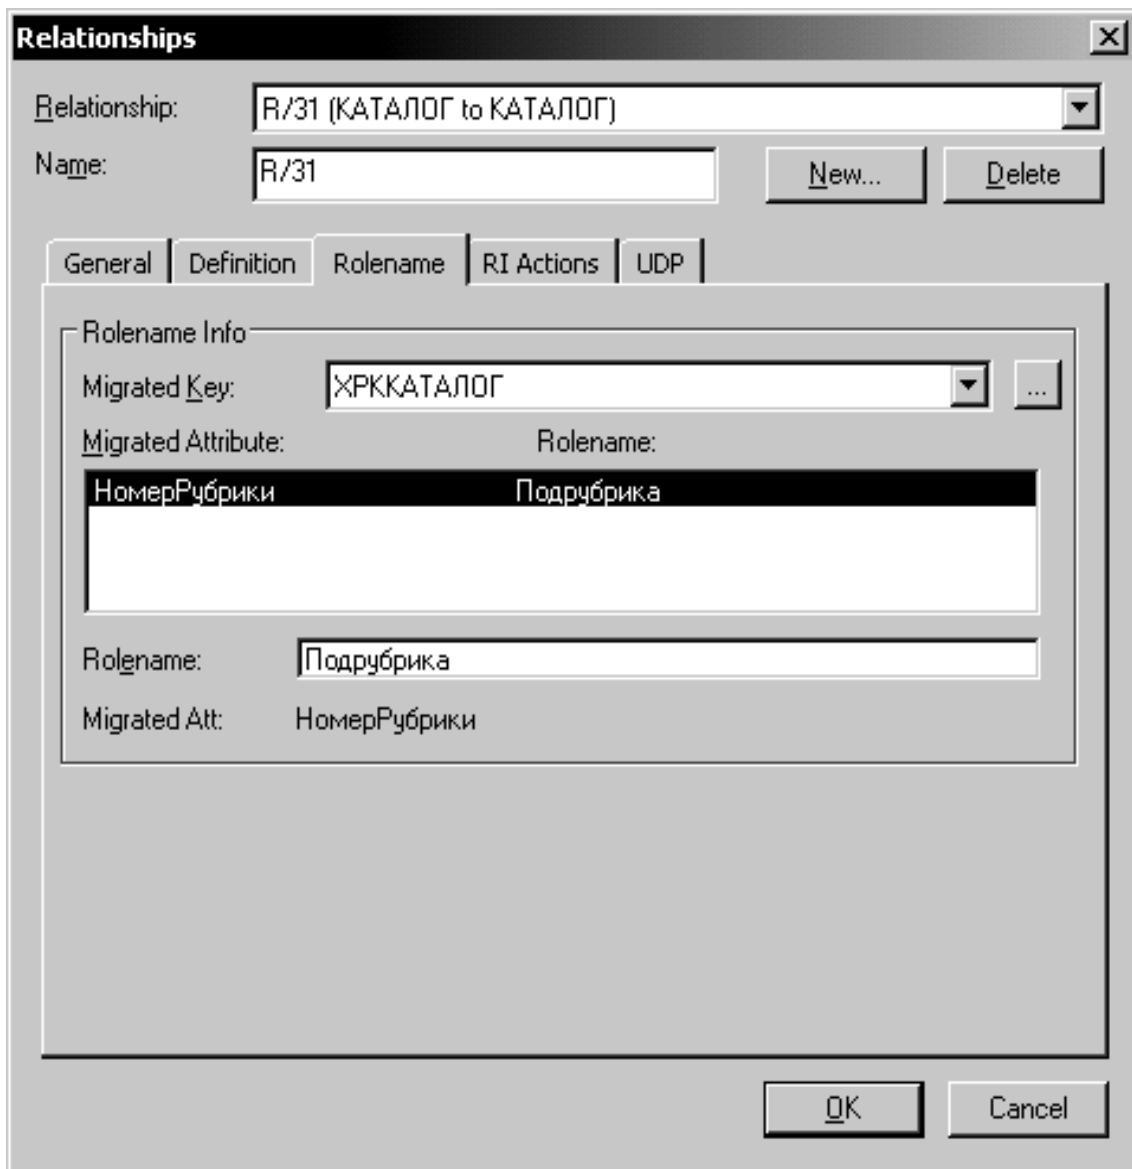 Relationships
Relationship: R/31 (КАТАЛОГ to КАТАЛОГ)
Name: R/31 New... Delete
General Definition Rolename RI Actions UDP
Rolename Info
Migrated Key: ХРККАТАЛОГ ...
Migrated Attribute: Rolename:
НомерРубрики Подрубрика
Rolename: Подрубрика
Migrated Att: НомерРубрики
OK Cancel